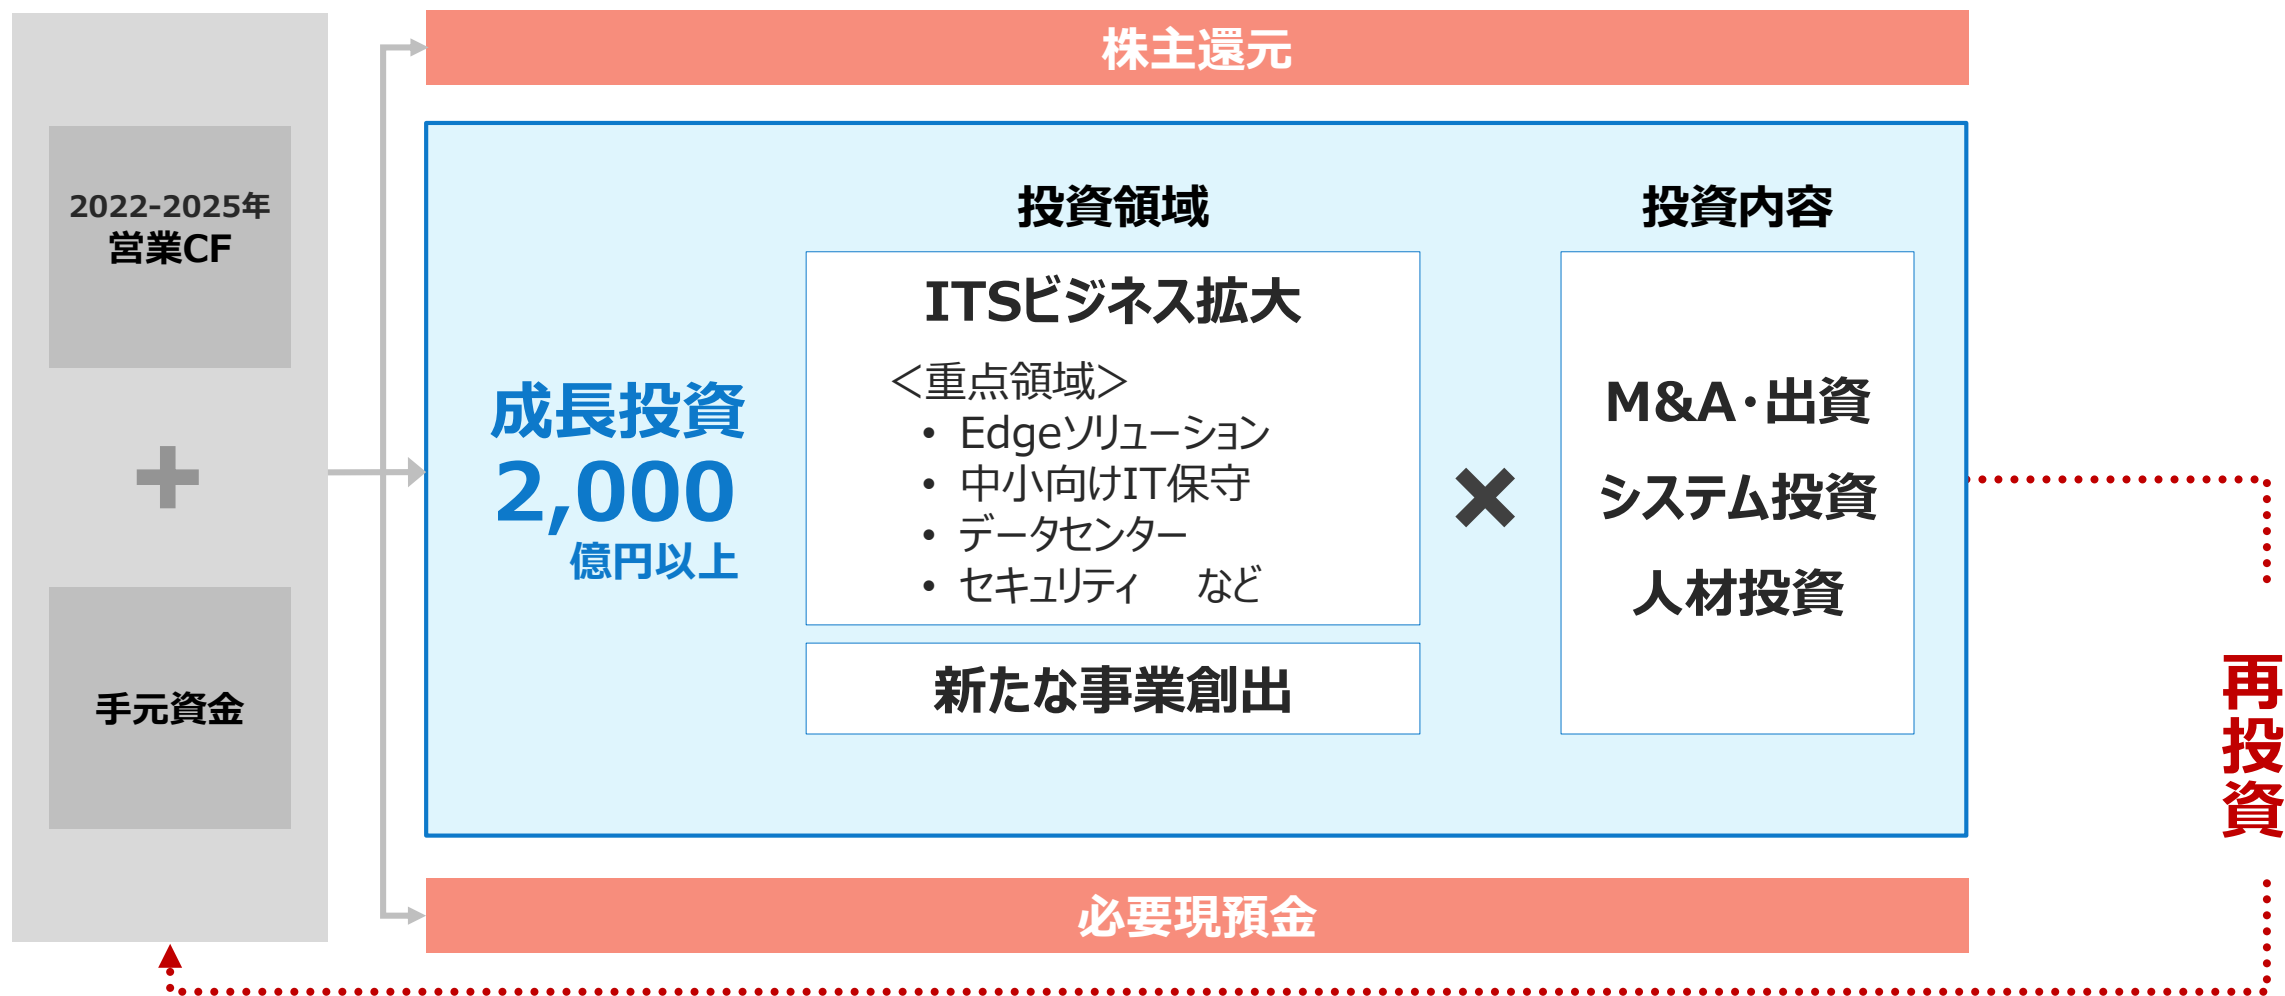 2022-2025年
営業CF
手元資金
株主還元
成長投資
2,000
億円以上
投資領域
ITSビジネス拡大
＜重点領域＞
• Edgeソリューション
• 中小向けIT保守
• データセンター
• セキュリティ　など
新たな事業創出
投資内容
M&A・出資
システム投資
人材投資
必要現預金
再投資